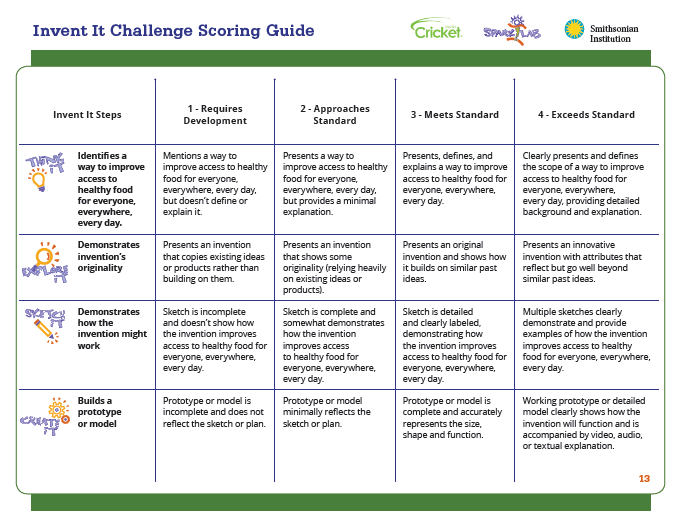 Invent It Challenge Scoring Guide
Cricket
SPARK!LAB
Smithsonian
Institution
Invent It Steps
1 - Requires
Development
2 - Approaches
Standard
3 - Meets Standard
4 - Exceeds Standard
THINK IT
Identifies a
way to improve
access to
healthy food
for everyone,
everywhere,
every day.
Mentions a way to
improve access to healthy
food for everyone,
everywhere, every day,
but doesn’t define or
explain it.
Presents a way to
improve access to healthy
food for everyone,
everywhere, every day,
but provides a minimal
explanation.
Presents, defines, and
explains a way to improve
access to healthy food for
everyone, everywhere,
every day.
Clearly presents and defines
the scope of a way to improve
access to healthy food for
everyone, everywhere,
every day, providing detailed
background and explanation.
EXPLORE IT
Demonstrates
invention’s
originality
Presents an invention
that copies existing ideas
or products rather than
building on them.
Presents an invention
that shows some
originality (relying heavily
on existing ideas or
products).
Presents an original
invention and shows how
it builds on similar past
ideas.
Presents an innovative
invention with attributes that
reflect but go well beyond
similar past ideas.
SKETCH IT
Demonstrates
how the
invention might
work
Sketch is incomplete
and doesn’t show how
the invention improves
access to healthy food for
everyone, everywhere,
every day.
Sketch is complete and
somewhat demonstrates
how the invention
improves access
to healthy food for
everyone, everywhere,
every day.
Sketch is detailed
and clearly labeled,
demonstrating how
the invention improves
access to healthy food for
everyone, everywhere,
every day.
Multiple sketches clearly
demonstrate and provide
examples of how the invention
improves access to healthy
food for everyone, everywhere,
every day.
CREATE IT
Builds a
prototype
or model
Prototype or model is
incomplete and does not
reflect the sketch or plan.
Prototype or model
minimally reflects the
sketch or plan.
Prototype or model is
complete and accurately
represents the size,
shape and function.
Working prototype or detailed
model clearly shows how the
invention will function and is
accompanied by video, audio,
or textual explanation.
13